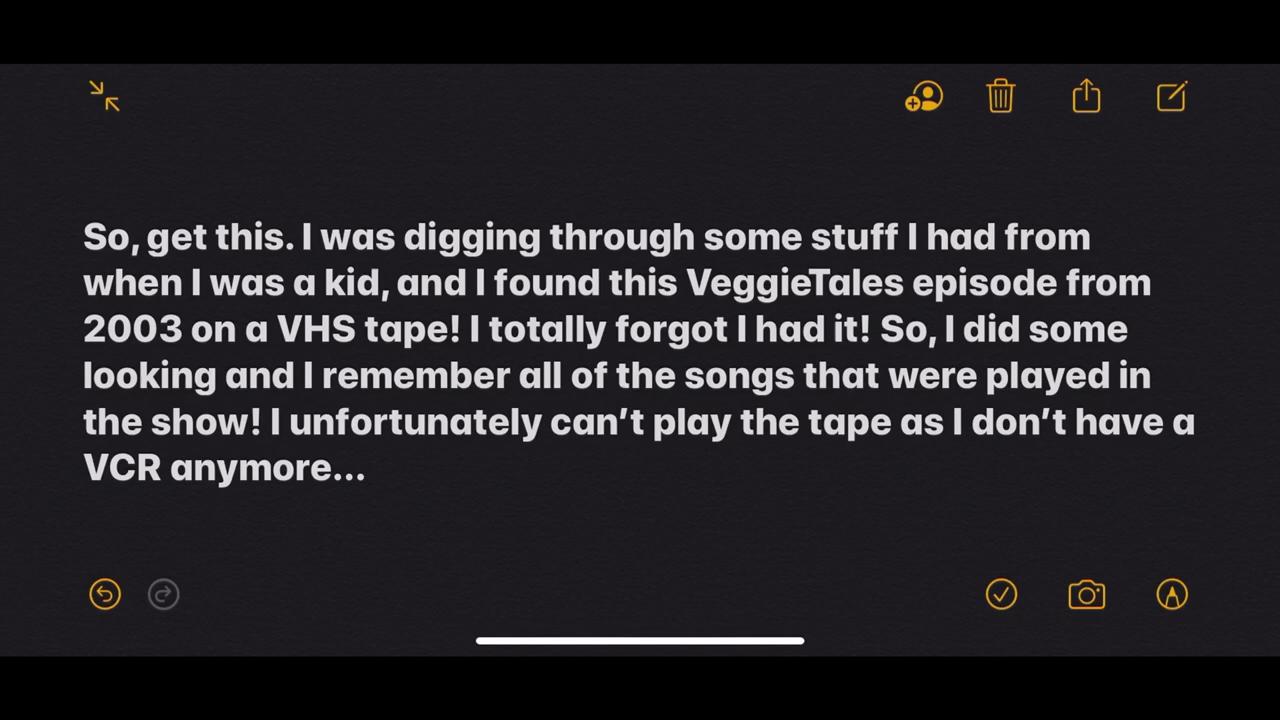 So, get this. I was digging through some stuff I had from
when I was a kid, and I found this VeggieTales episode from
2003 on a VHS tape! I totally forgot I had it! So, I did some
looking and I remember all of the songs that were played in
the show! I unfortunately can’t play the tape as I don’t have a
VCR anymore...